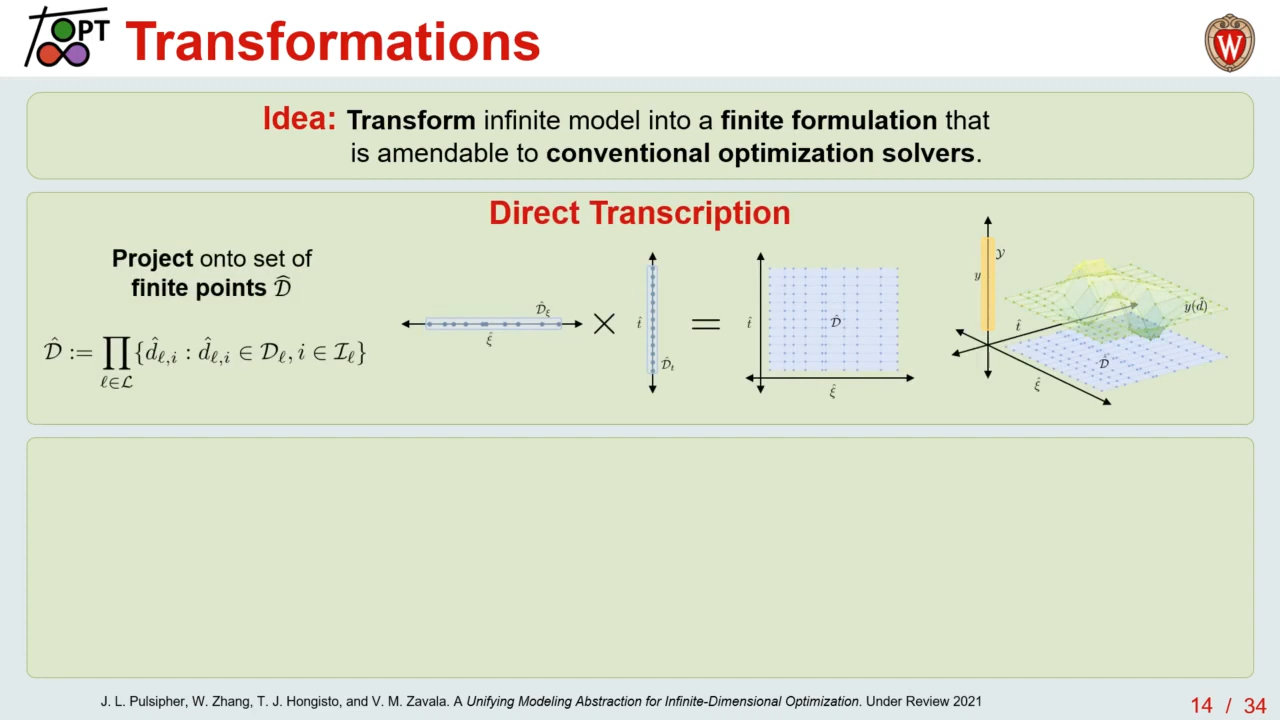 OPT
Transformations
W
Idea: Transform infinite model into a finite formulation that
is amendable to conventional optimization solvers.
Direct Transcription
Project onto set of
finite points 𝒟̂
𝒟̂ := ∏_{ℓ∈ℒ} {d̂_{ℓ,i} : d̂_{ℓ,i} ∈ 𝒟_ℓ, i ∈ ℐ_ℓ}
𝒟̂_ξ
ξ̂
×
t̂
𝒟̂_t
=
t̂
𝒟̂
ξ̂
𝒴
y
t̂
y(d̂)
𝒟̂
ξ̂
J. L. Pulsipher, W. Zhang, T. J. Hongisto, and V. M. Zavala. A Unifying Modeling Abstraction for Infinite-Dimensional Optimization. Under Review 2021
14 / 34